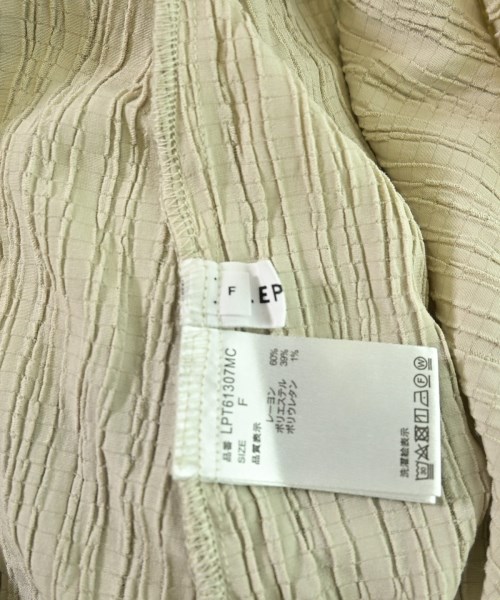 F
.EP
品番 LPT61307MC
SIZE F
品質表示
レーヨン 60%
ポリエステル 39%
ポリウレタン 1%
洗濯絵表示